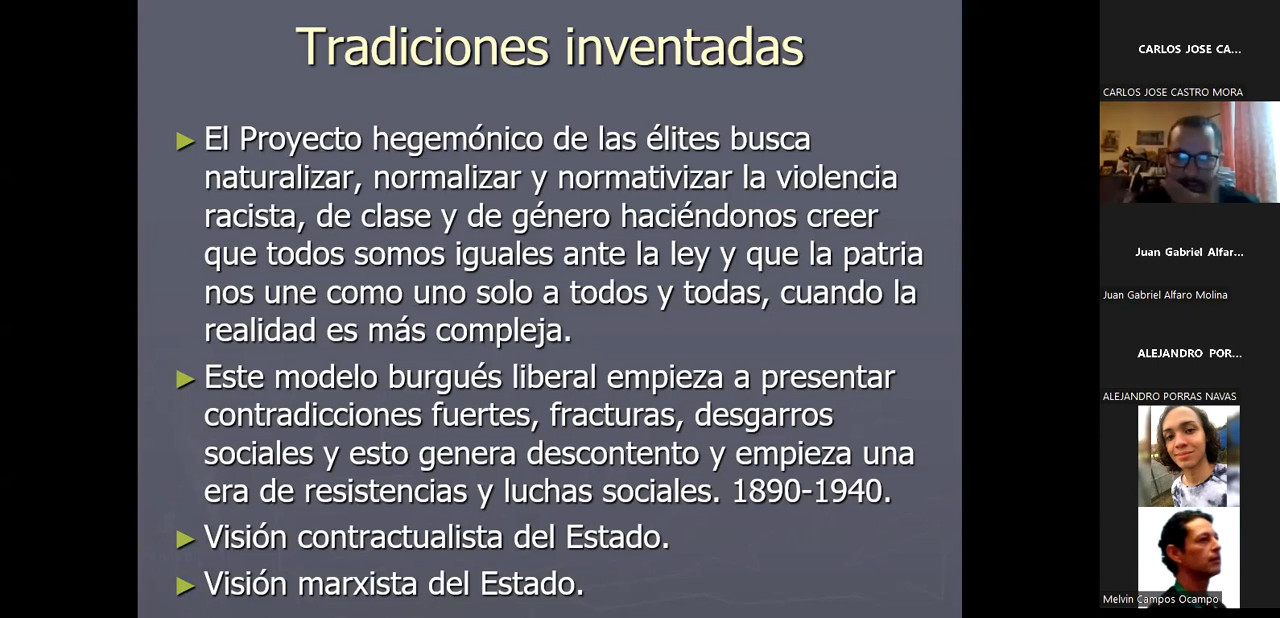 Tradiciones inventadas
► El Proyecto hegemónico de las élites busca
naturalizar, normalizar y normativizar la violencia
racista, de clase y de género haciéndonos creer
que todos somos iguales ante la ley y que la patria
nos une como uno solo a todos y todas, cuando la
realidad es más compleja.
► Este modelo burgués liberal empieza a presentar
contradicciones fuertes, fracturas, desgarros
sociales y esto genera descontento y empieza una
era de resistencias y luchas sociales. 1890-1940.
► Visión contractualista del Estado.
► Visión marxista del Estado.
CARLOS JOSE CA...
CARLOS JOSE CASTRO MORA
Juan Gabriel Alfar...
Juan Gabriel Alfaro Molina
ALEJANDRO POR...
ALEJANDRO PORRAS NAVAS
Melvin Campos Ocampo